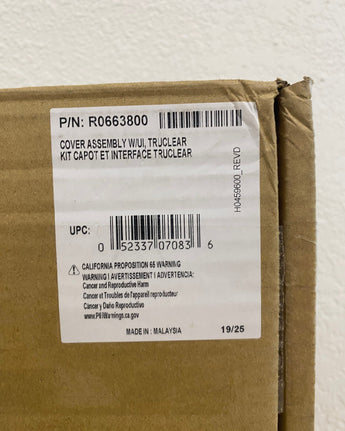 P/N: R0663800
COVER ASSEMBLY W/UI, TRUCLEAR
KIT CAPOT ET INTERFACE TRUCLEAR
H0459600_REVD
UPC:
0 52337 07083 6
⚠ CALIFORNIA PROPOSITION 65 WARNING
WARNING I AVERTISSEMENT I ADVERTENCIA:
Cancer and Reproductive Harm
Cancer et Troubles de l'appareil reproducteur
Cancer y Daño Reproductivo
www.P65Warnings.ca.gov
MADE IN : MALAYSIA
19/25